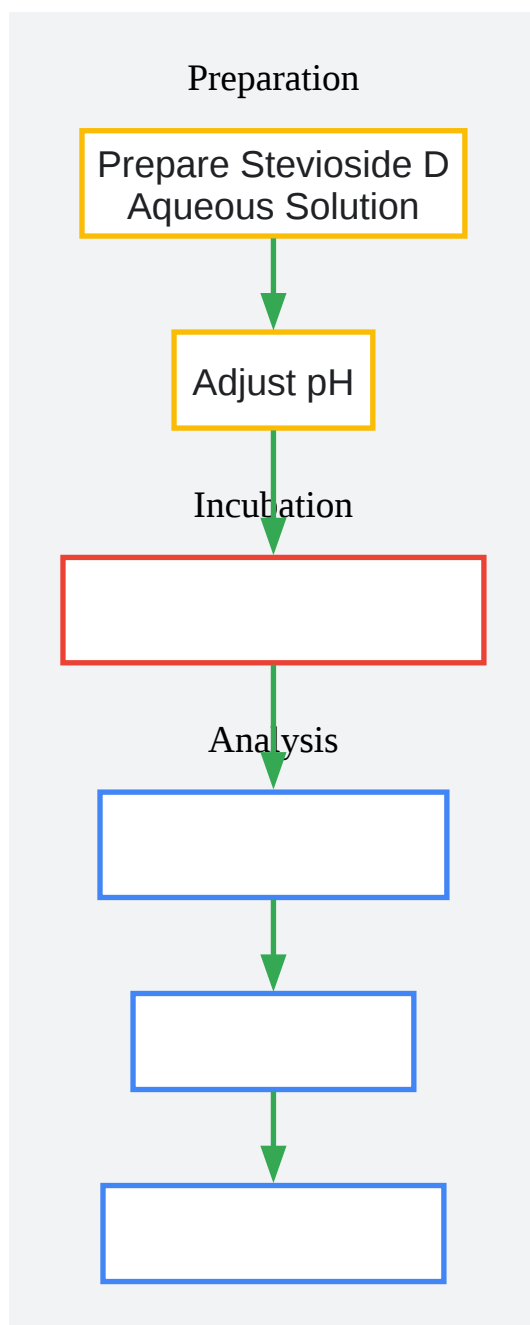 Preparation
Prepare Stevioside D
Aqueous Solution
Adjust pH
Incubation
Analysis